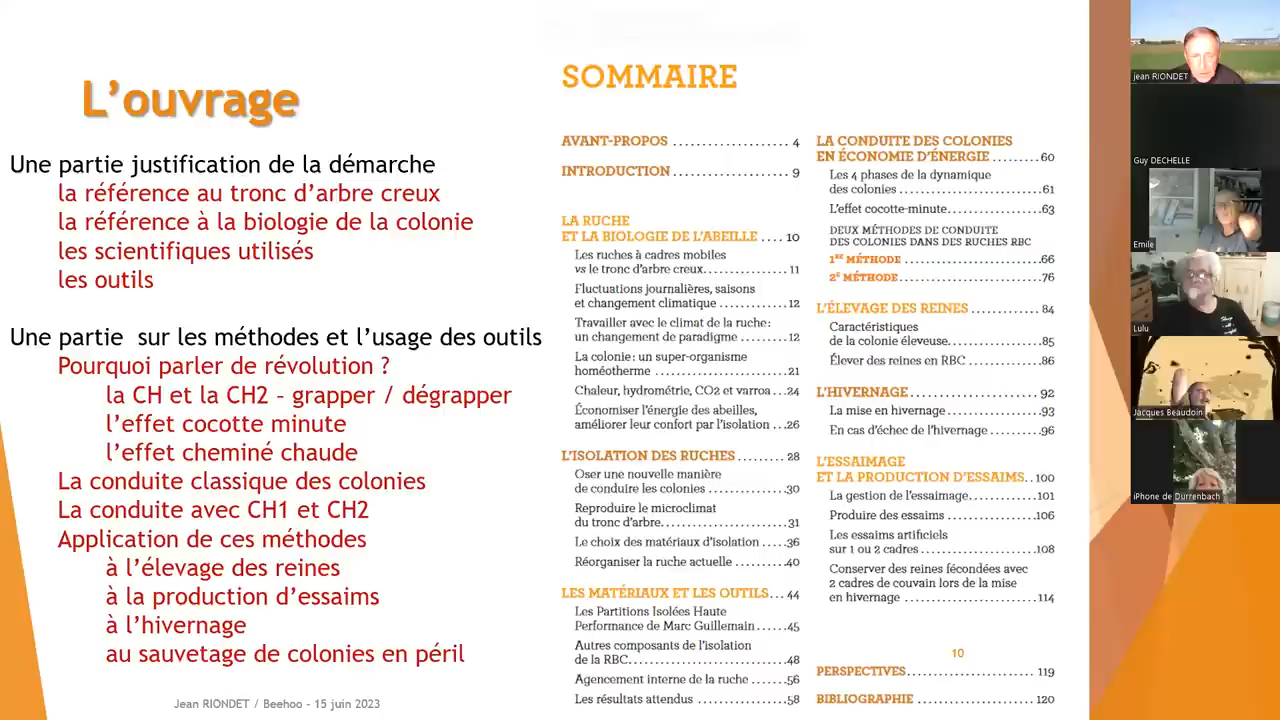 L'ouvrage
Une partie justification de la démarche
la référence au tronc d'arbre creux
la référence à la biologie de la colonie
les scientifiques utilisés
les outils
Une partie sur les méthodes et l'usage des outils
Pourquoi parler de révolution ?
la CH et la CH2 – grapper / dégrapper
l'effet cocotte minute
l'effet cheminé chaude
La conduite classique des colonies
La conduite avec CH1 et CH2
Application de ces méthodes
à l'élevage des reines
à la production d'essaims
à l'hivernage
au sauvetage de colonies en péril
Jean RIONDET / Beehoo - 15 juin 2023
SOMMAIRE
AVANT-PROPOS ................... 4
INTRODUCTION ................... 9
LA RUCHE
ET LA BIOLOGIE DE L'ABEILLE .... 10
Les ruches à cadres mobiles
vs le tronc d'arbre creux............. 11
Fluctuations journalières, saisons
et changement climatique ........... 12
Travailler avec le climat de la ruche :
un changement de paradigme ...... 12
La colonie : un super-organisme
homéotherme ...................... 21
Chaleur, hydrométrie, CO2 et varroa ...24
Économiser l'énergie des abeilles,
améliorer leur confort par l'isolation ...26
L'ISOLATION DES RUCHES ......... 28
Oser une nouvelle manière
de conduire les colonies ............. 30
Reproduire le microclimat
du tronc d'arbre..................... 31
Le choix des matériaux d'isolation .....36
Réorganiser la ruche actuelle .........40
LES MATÉRIAUX ET LES OUTILS... 44
Les Partitions Isolées Haute
Performance de Marc Guillemain ......45
Autres composants de l'isolation
de la RBC...........................48
Agencement interne de la ruche .......56
Les résultats attendus ................58
LA CONDUITE DES COLONIES
EN ÉCONOMIE D'ÉNERGIE .........60
Les 4 phases de la dynamique
des colonies ........................61
L'effet cocotte-minute................63
DEUX MÉTHODES DE CONDUITE
DES COLONIES DANS DES RUCHES RBC
1RE MÉTHODE ......................66
2E MÉTHODE.......................76
L'ÉLEVAGE DES REINES ........... 84
Caractéristiques
de la colonie éleveuse................85
Élever des reines en RBC .............86
L'HIVERNAGE .................... 92
La mise en hivernage.................93
En cas d'échec de l'hivernage .........96
L'ESSAIMAGE
ET LA PRODUCTION D'ESSAIMS.. 100
La gestion de l'essaimage............. 101
Produire des essaims ................106
Les essaims artificiels
sur 1 ou 2 cadres ....................108
Conserver des reines fécondées avec
2 cadres de couvain lors de la mise
en hivernage ....................... 114
10
PERSPECTIVES.................... 119
BIBLIOGRAPHIE ................... 120
jean RIONDET
Guy DECHELLE
Emile
Lulu
Jacques Beaudoin
iPhone de Durrenbach